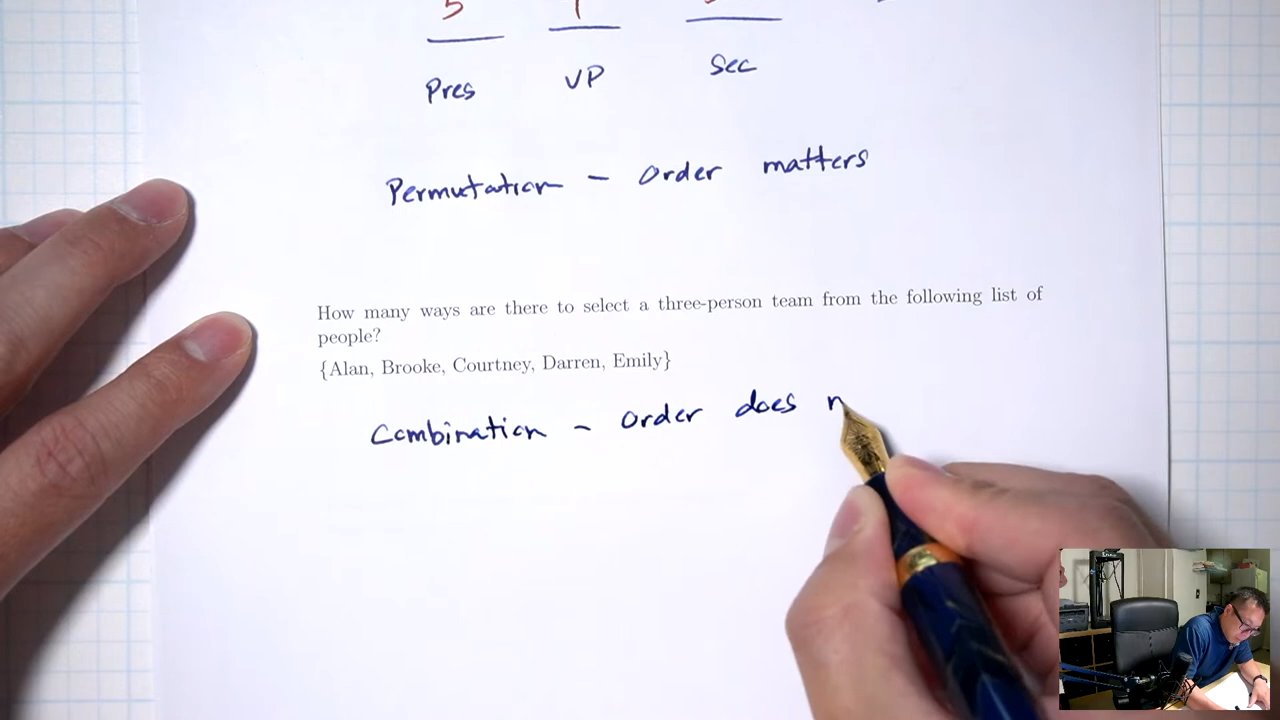 5
Pres VP Sec
Permutation - Order matters
How many ways are there to select a three-person team from the following list of
people?
{Alan, Brooke, Courtney, Darren, Emily}
Combination - Order does n